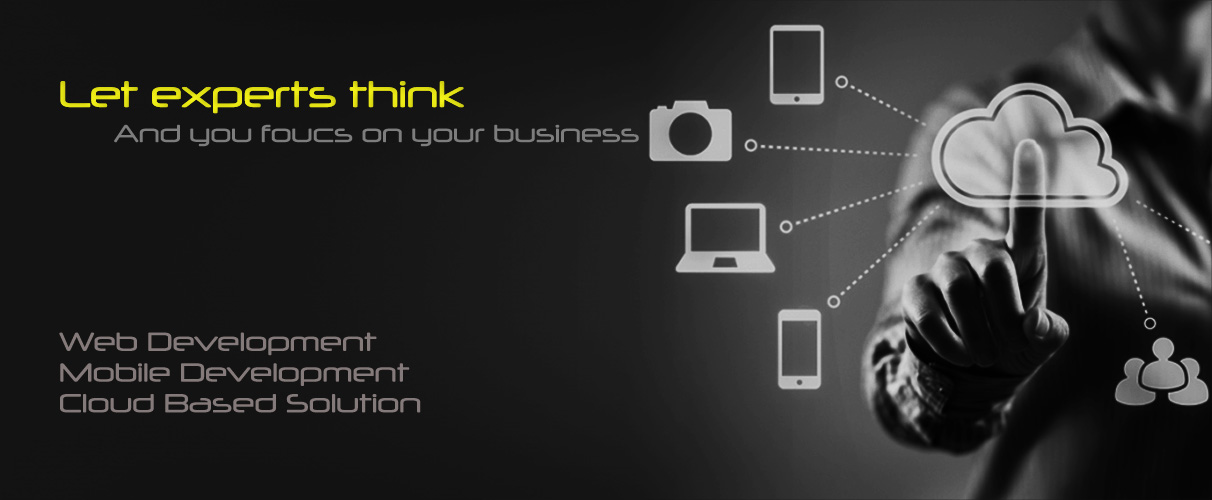 Let experts think
And you foucs on your business
Web Development
Mobile Development
Cloud Based Solution